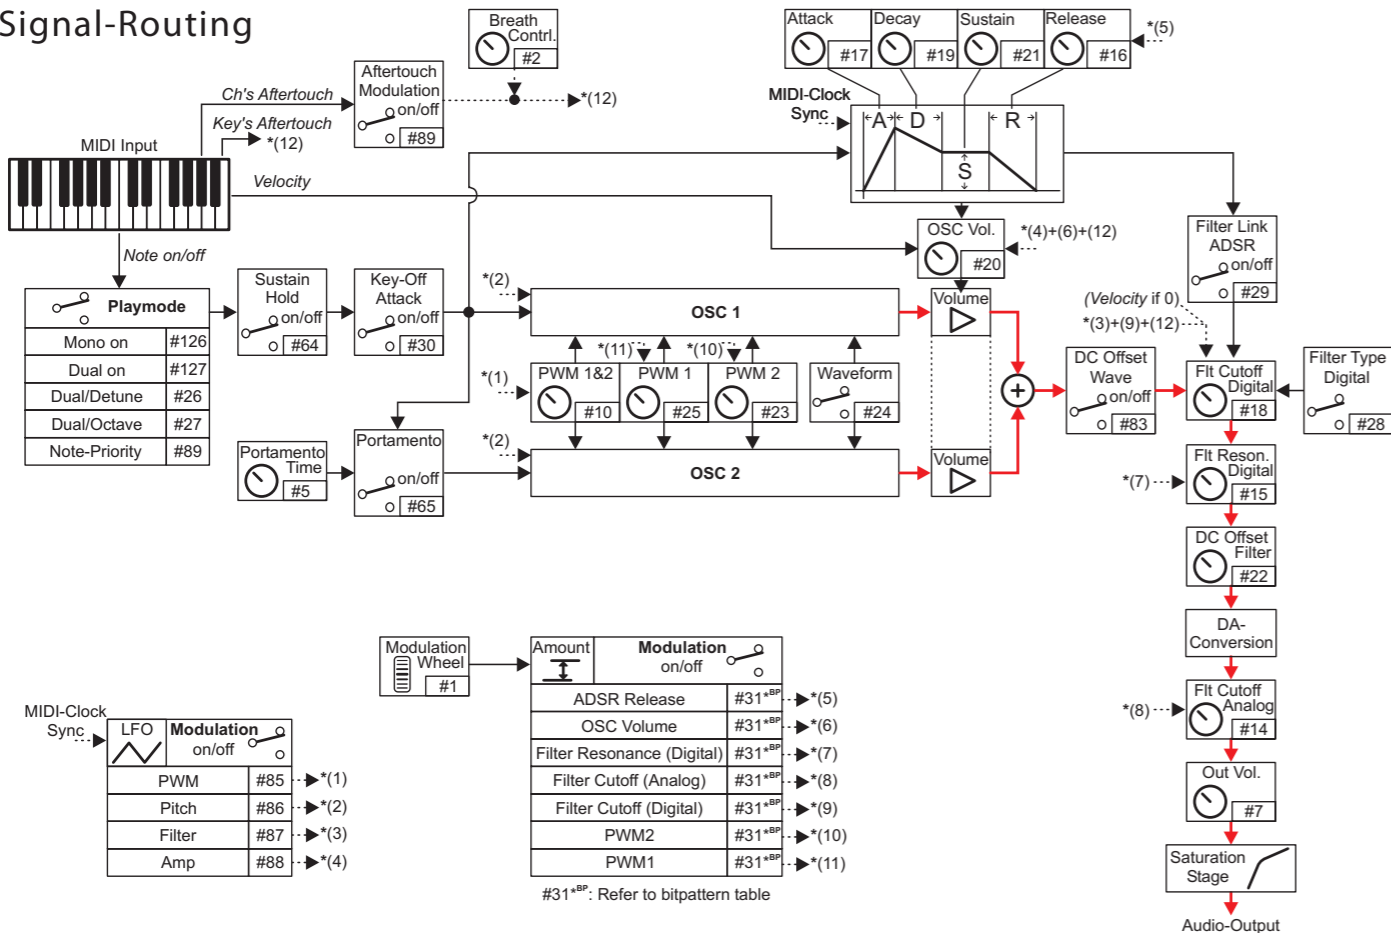 Signal-Routing
Breath
Contrl.
#2
Attack
#17
Decay
#19
Sustain
#21
Release
#16
*(5)
Aftertouch
Modulation
on/off
#89
*(12)
Ch's Aftertouch
Key's Aftertouch
*(12)
MIDI Input
Velocity
Note on/off
MIDI-Clock
Sync
A
D
S
R
OSC Vol.
#20
*(4)+(6)+(12)
Filter Link
ADSR
on/off
#29
Playmode
Mono on #126
Dual on #127
Dual/Detune #26
Dual/Octave #27
Note-Priority #89
Sustain
Hold
on/off
#64
Key-Off
Attack
on/off
#30
*(2)
OSC 1
Volume
*(11)
*(10)
*(1)
PWM 1&2
#10
PWM 1
#25
PWM 2
#23
Waveform
#24
+
DC Offset
Wave
on/off
#83
(Velocity if 0)
*(3)+(9)+(12)
Flt Cutoff
Digital
#18
Filter Type
Digital
#28
Portamento
Time
#5
Portamento
on/off
#65
*(2)
OSC 2
Volume
*(7)
Flt Reson.
Digital
#15
DC Offset
Filter
#22
DA-
Conversion
*(8)
Flt Cutoff
Analog
#14
Out Vol.
#7
Saturation
Stage
Audio-Output
Modulation
Wheel
#1
Amount
Modulation
on/off
ADSR Release #31*BP *(5)
OSC Volume #31*BP *(6)
Filter Resonance (Digital) #31*BP *(7)
Filter Cutoff (Analog) #31*BP *(8)
Filter Cutoff (Digital) #31*BP *(9)
PWM2 #31*BP *(10)
PWM1 #31*BP *(11)
#31*BP: Refer to bitpattern table
MIDI-Clock
Sync
LFO
Modulation
on/off
PWM #85 *(1)
Pitch #86 *(2)
Filter #87 *(3)
Amp #88 *(4)